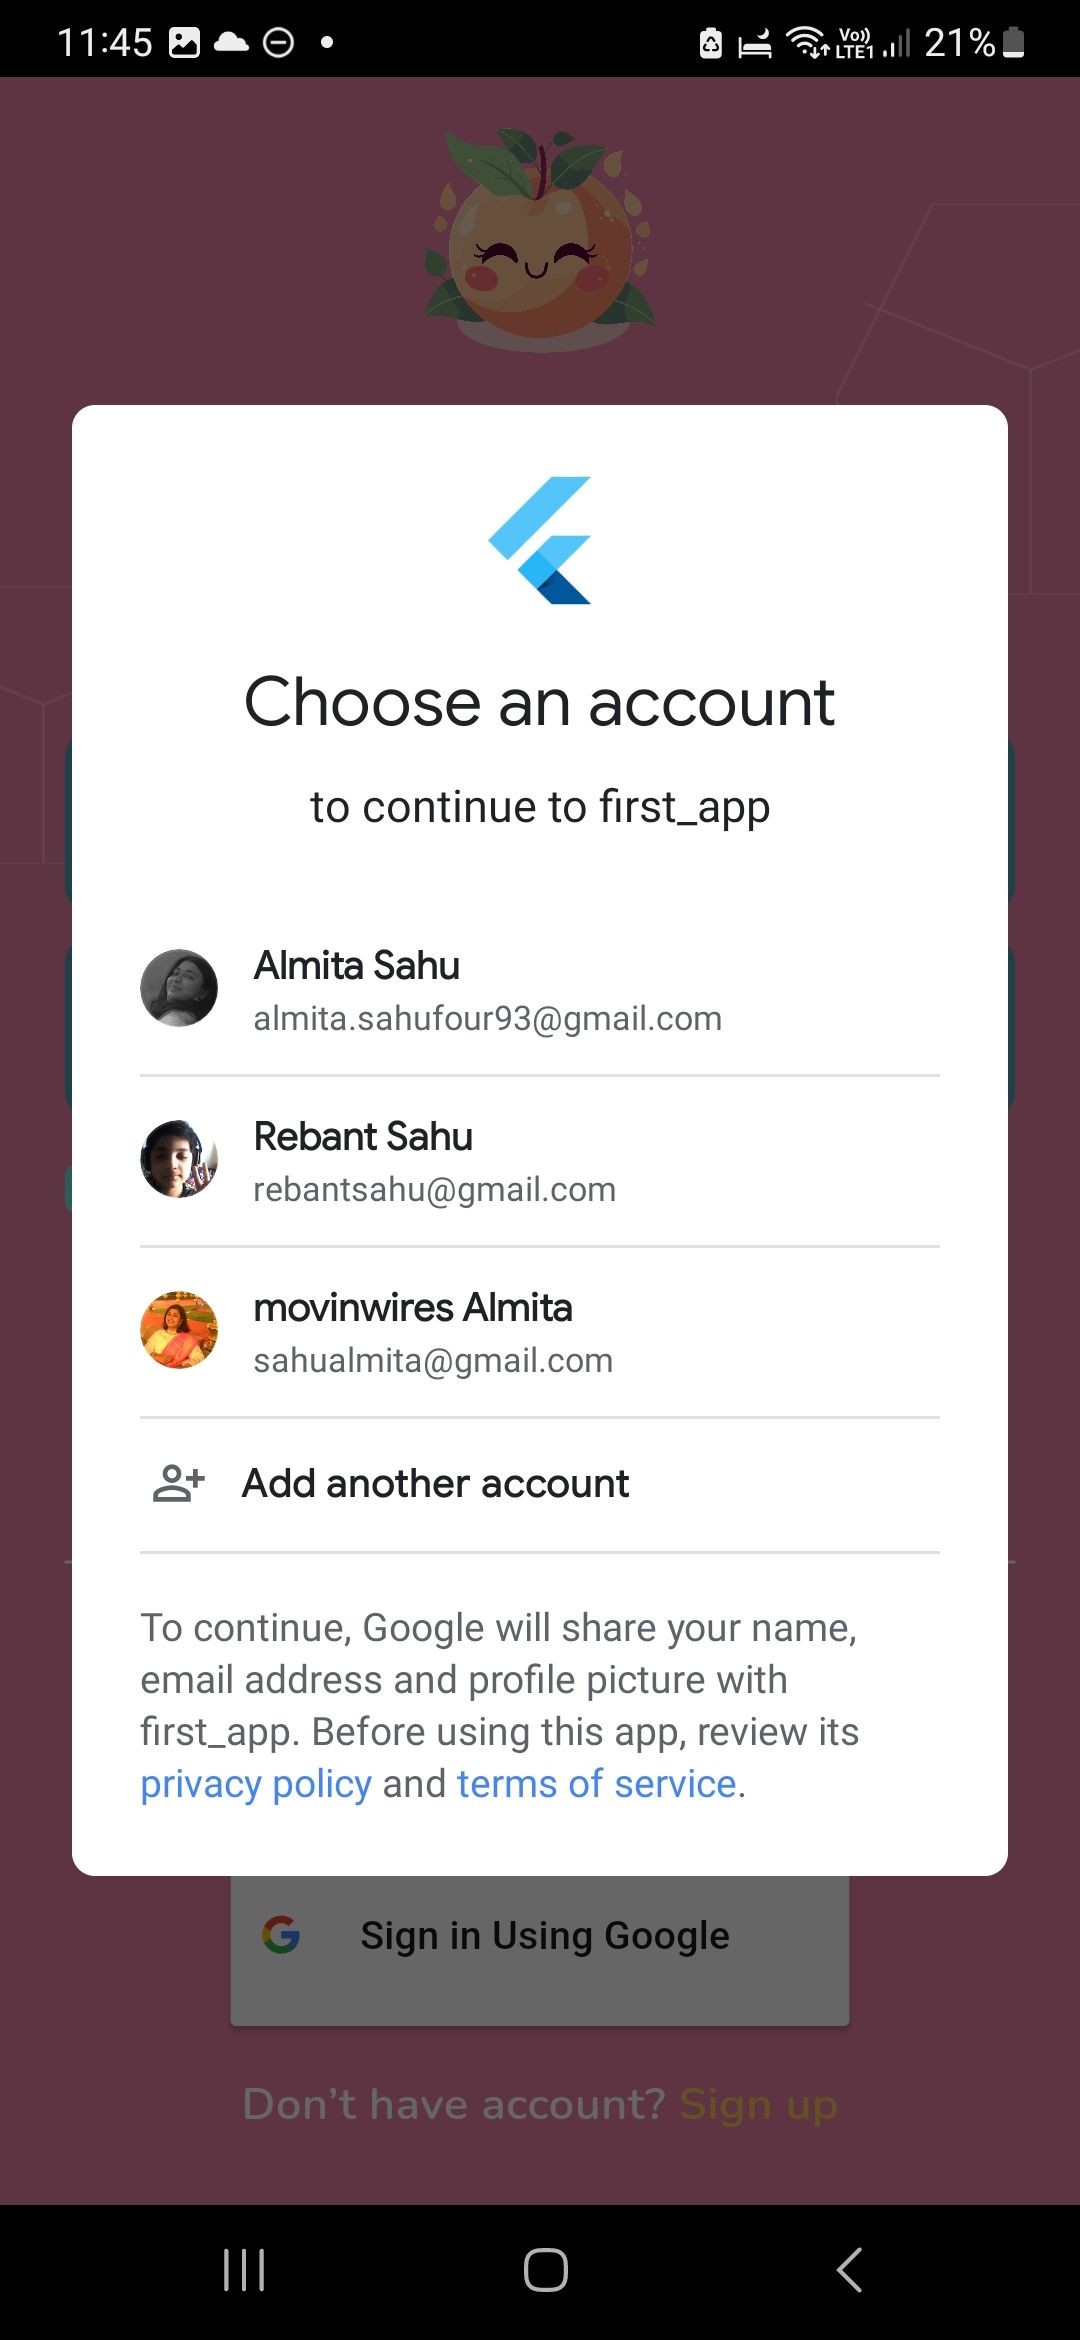 11:45
Vo))
LTE1
21%
Choose an account
to continue to first_app
Almita Sahu
almita.sahufour93@gmail.com
Rebant Sahu
rebantsahu@gmail.com
movinwires Almita
sahualmita@gmail.com
Add another account
To continue, Google will share your name,
email address and profile picture with
first_app. Before using this app, review its
privacy policy and terms of service.
Sign in Using Google
Don't have account? Sign up